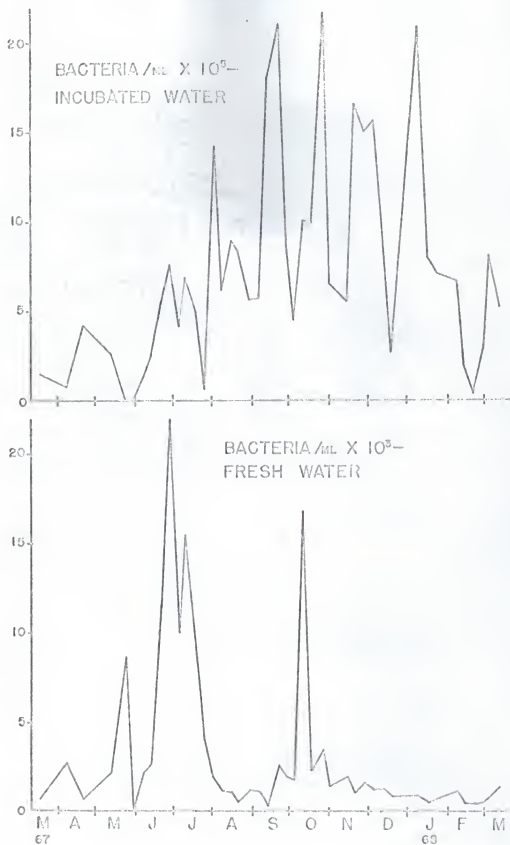 20
BACTERIA/ML X 10⁵–
INCUBATED WATER
15
10
5
0
20
BACTERIA/ML X 10³–
FRESH WATER
15
10
5
0
M A M J J A S O N D J F M
67 68